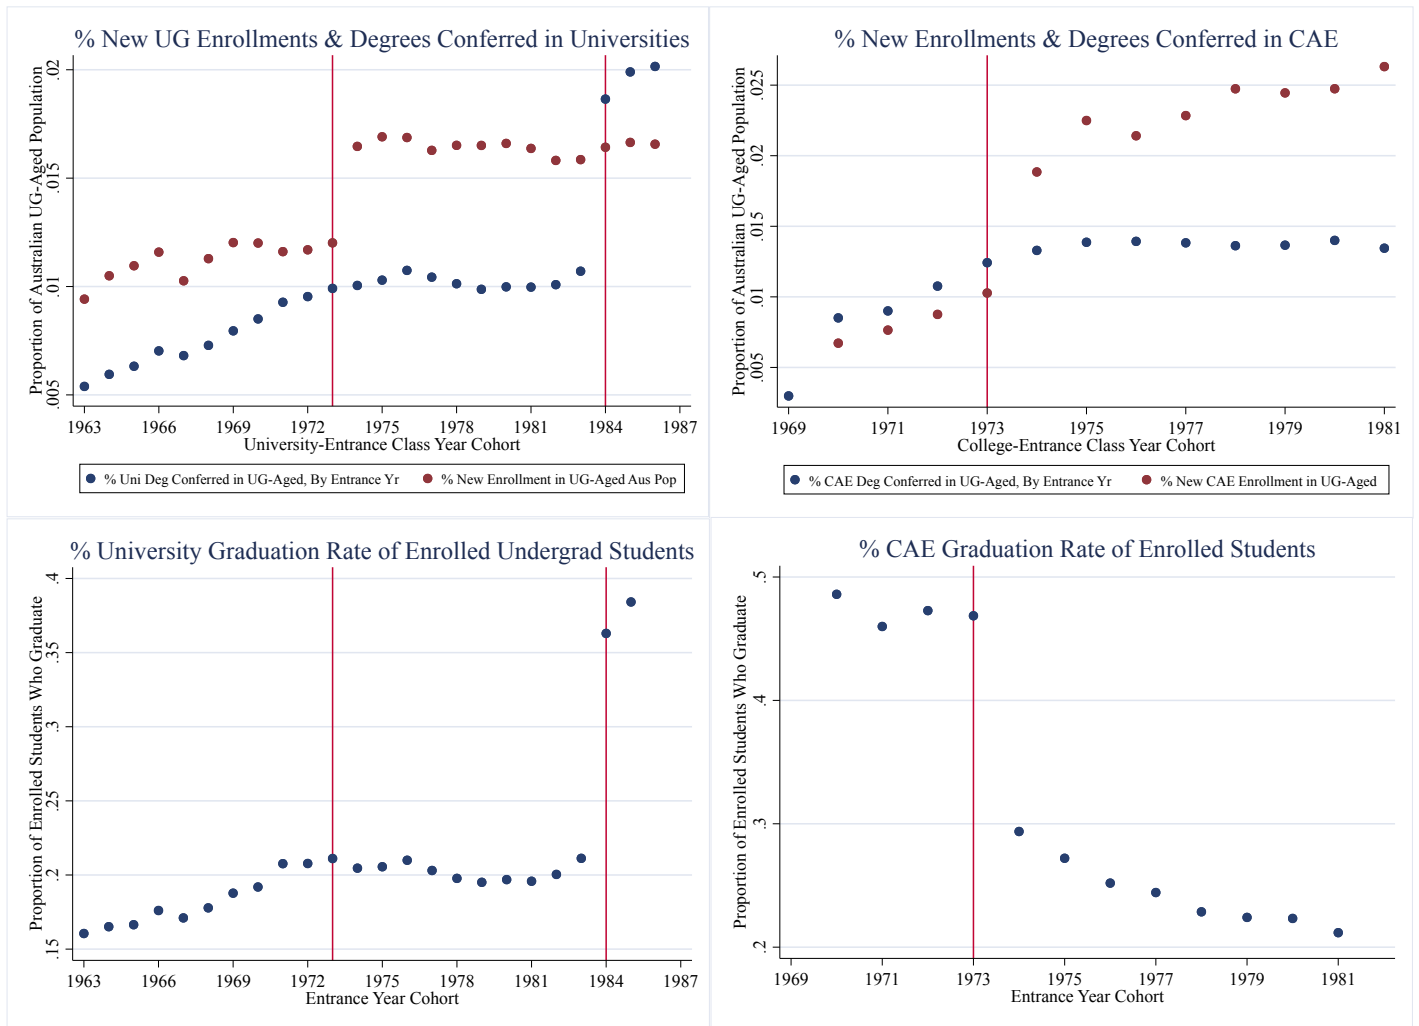 % New UG Enrollments & Degrees Conferred in Universities
Proportion of Australian UG-Aged Population
.02
.015
.01
.005
1963 1966 1969 1972 1975 1978 1981 1984 1987
University-Entrance Class Year Cohort
% Uni Deg Conferred in UG-Aged, By Entrance Yr
% New Enrollment in UG-Aged Aus Pop
% New Enrollments & Degrees Conferred in CAE
Proportion of Australian UG-Aged Population
.025
.02
.015
.01
.005
1969 1971 1973 1975 1977 1979 1981
College-Entrance Class Year Cohort
% CAE Deg Conferred in UG-Aged, By Entrance Yr
% New CAE Enrollment in UG-Aged
% University Graduation Rate of Enrolled Undergrad Students
Proportion of Enrolled Students Who Graduate
.4
.35
.3
.25
.2
.15
1963 1966 1969 1972 1975 1978 1981 1984 1987
Entrance Year Cohort
% CAE Graduation Rate of Enrolled Students
Proportion of Enrolled Students Who Graduate
.5
.4
.3
.2
1969 1971 1973 1975 1977 1979 1981
Entrance Year Cohort